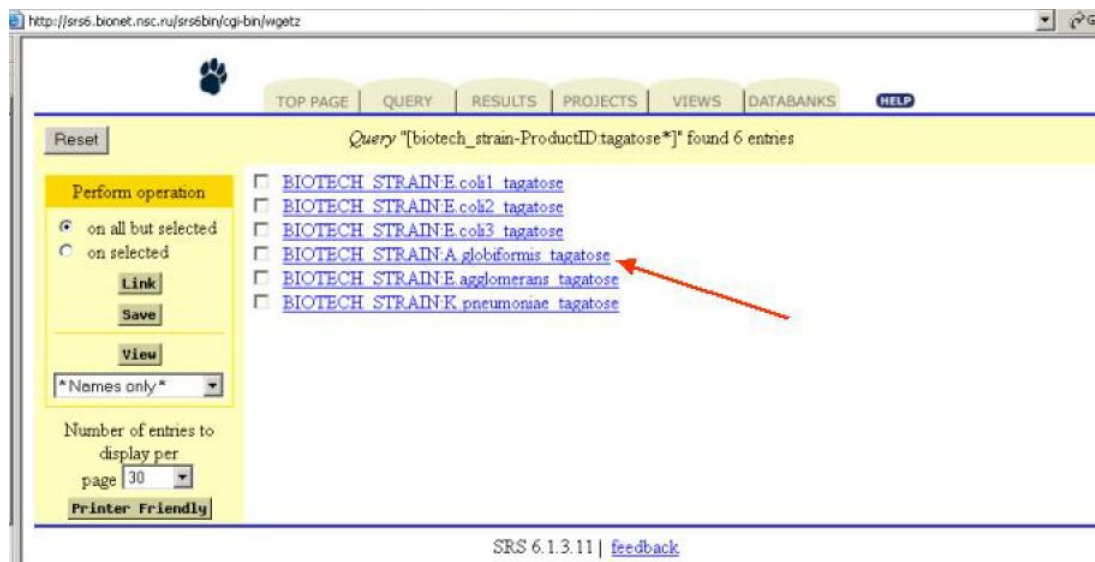 http://srs6.bionet.nsc.ru/srs6bin/cgi-bin/wgetz
TOP PAGE QUERY RESULTS PROJECTS VIEWS DATABANKS HELP
Reset
Query "[biotech_strain-ProductID:tagatose*]" found 6 entries
Perform operation
on all but selected
on selected
Link
Save
View
*Names only*
Number of entries to
display per
page 30
Printer Friendly
BIOTECH_STRAIN:E.coli1_tagatose
BIOTECH_STRAIN:E.coli2_tagatose
BIOTECH_STRAIN:E.coli3_tagatose
BIOTECH_STRAIN:A.globiformis_tagatose
BIOTECH_STRAIN:E.agglomerans_tagatose
BIOTECH_STRAIN:K.pneumoniae_tagatose
SRS 6.1.3.11 | feedback